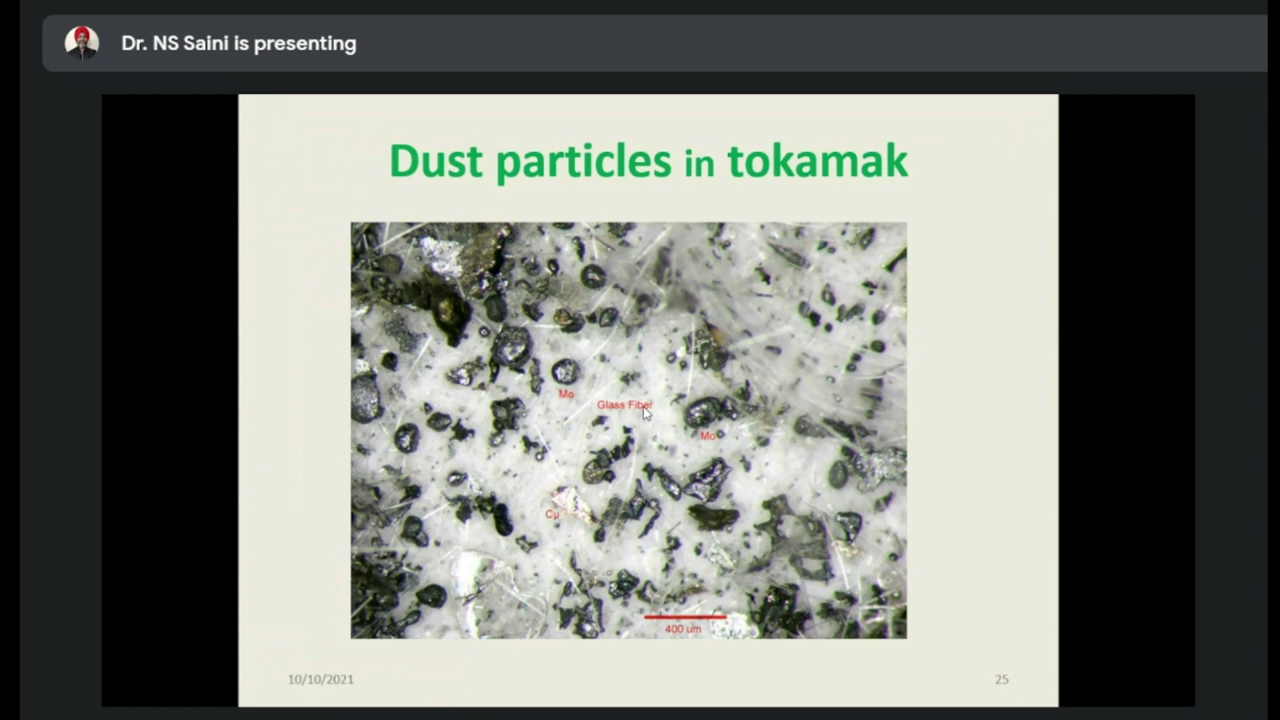 Dr. NS Saini is presenting
Dust particles in tokamak
Mo
Glass Fiber
Mo
Cu
400 um
10/10/2021
25